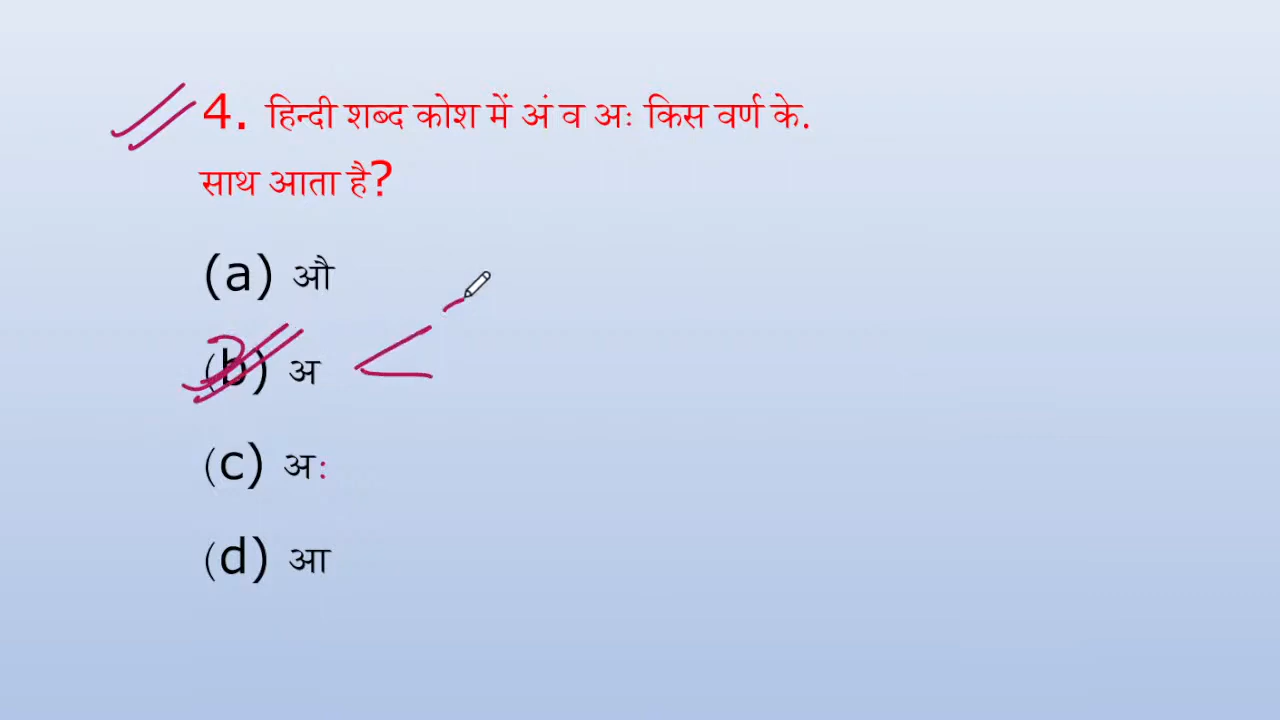 4. हिन्दी शब्द कोश में अं व अः किस वर्ण के.
साथ आता है?
(a) औ
(b) अ
(c) अः
(d) आ